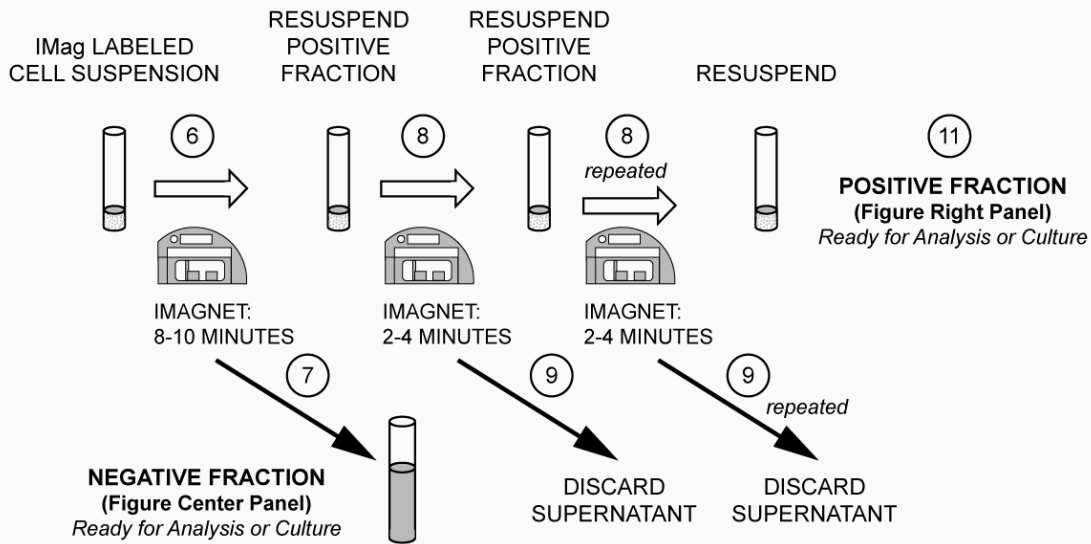 IMag LABELED
CELL SUSPENSION
RESUSPEND
POSITIVE
FRACTION
RESUSPEND
POSITIVE
FRACTION
RESUSPEND
6
8
8
repeated
11
POSITIVE FRACTION
(Figure Right Panel)
Ready for Analysis or Culture
IMAGNET:
8-10 MINUTES
IMAGNET:
2-4 MINUTES
IMAGNET:
2-4 MINUTES
7
9
9
repeated
NEGATIVE FRACTION
(Figure Center Panel)
Ready for Analysis or Culture
DISCARD
SUPERNATANT
DISCARD
SUPERNATANT